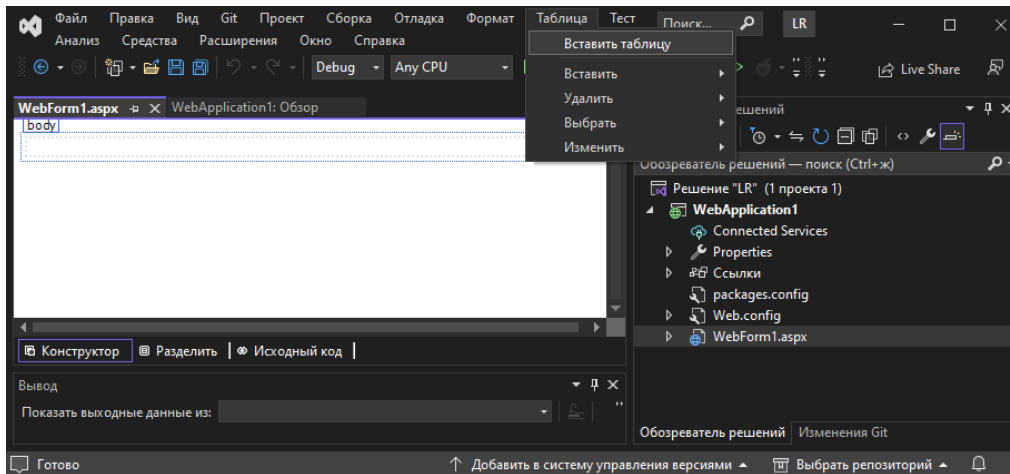 Файл Правка Вид Git Проект Сборка Отладка Формат Таблица Тест Поиск... LR
Анализ Средства Расширения Окно Справка
Вставить таблицу
Debug Any CPU Live Share
Вставить
Удалить
Выбрать
Изменить
WebForm1.aspx WebApplication1: Обзор
body
ешений
Обозреватель решений — поиск (Ctrl+ж)
Решение "LR" (1 проекта 1)
WebApplication1
Connected Services
Properties
Ссылки
packages.config
Web.config
WebForm1.aspx
Конструктор Разделить Исходный код
Вывод
Показать выходные данные из:
Обозреватель решений Изменения Git
Готово Добавить в систему управления версиями Выбрать репозиторий